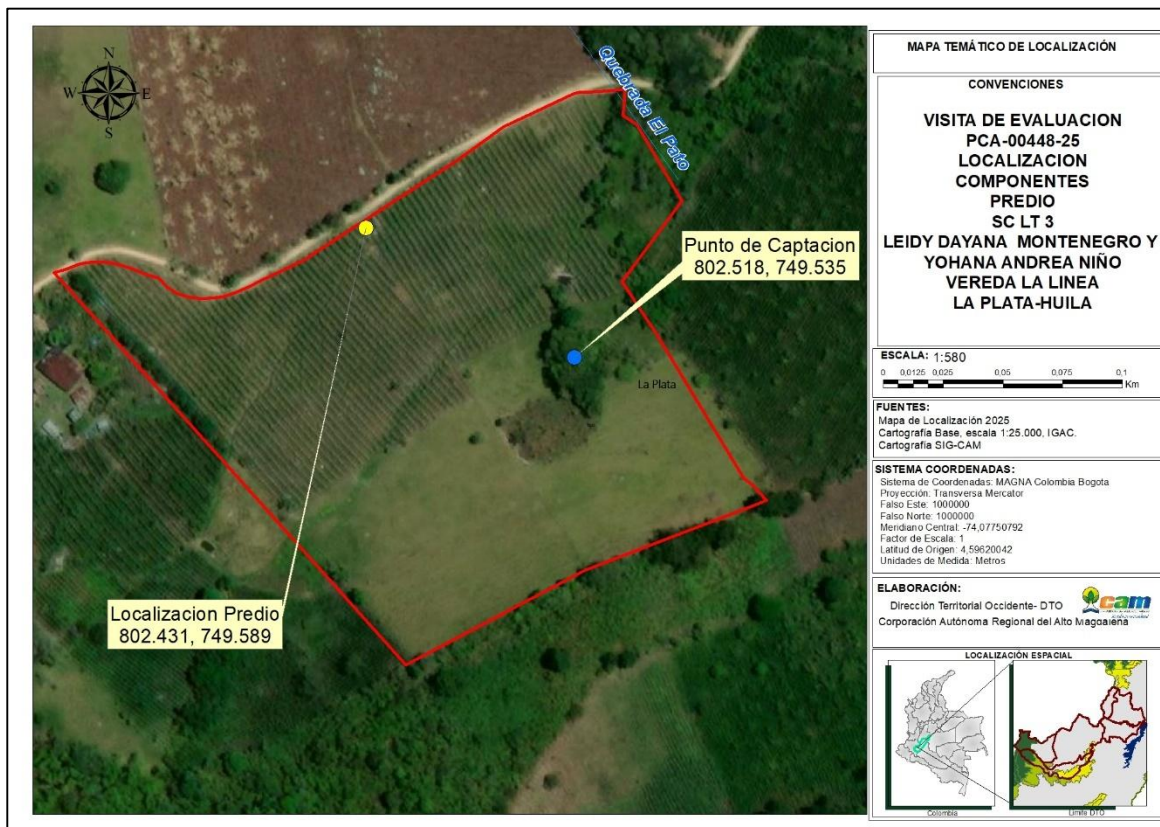 N
W
E
S
Quebrada El Pato
Punto de Captacion
802.518, 749.535
La Plata
Localizacion Predio
802.431, 749.589
MAPA TEMÁTICO DE LOCALIZACIÓN
CONVENCIONES
VISITA DE EVALUACION
PCA-00448-25
LOCALIZACION
COMPONENTES
PREDIO
SC LT 3
LEIDY DAYANA MONTENEGRO Y
YOHANA ANDREA NIÑO
VEREDA LA LINEA
LA PLATA-HUILA
ESCALA: 1:580
0 0,0125 0,025 0,05 0,075 0,1
Km
FUENTES:
Mapa de Localización 2025
Cartografía Base, escala 1:25.000, IGAC.
Cartografía SIG-CAM
SISTEMA COORDENADAS:
Sistema de Coordenadas: MAGNA Colombia Bogota
Proyección: Transversa Mercator
Falso Este: 1000000
Falso Norte: 1000000
Meridiano Central: -74,07750792
Factor de Escala: 1
Latitud de Origen: 4,59620042
Unidades de Medida: Metros
ELABORACIÓN:
Dirección Territorial Occidente- DTO
cam
Corporación Autónoma Regional del Alto Magdalena
LOCALIZACIÓN ESPACIAL
Colombia
Limite DTO